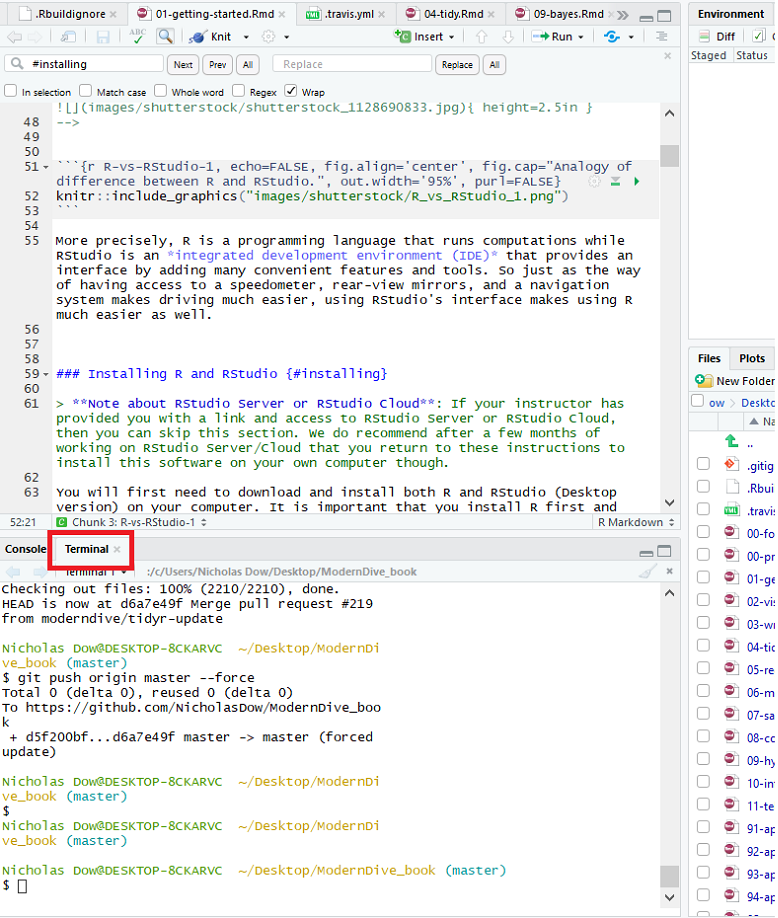 .Rbuildignore
01-getting-started.Rmd
.travis.yml
04-tidy.Rmd
09-bayes.Rmd
Environment
ABC
Knit
Insert
Run
Diff
Staged Status
#installing
Next
Prev
All
Replace
Replace
All
In selection
Match case
Whole word
Regex
Wrap
![](images/shutterstock/shutterstock_1128690833.jpg){ height=2.5in }
48 -->
49
50
51 ```{r R-vs-RStudio-1, echo=FALSE, fig.align='center', fig.cap="Analogy of
difference between R and RStudio.", out.width='95%', purl=FALSE}
52 knitr::include_graphics("images/shutterstock/R_vs_RStudio_1.png")
53 ```
54
55 More precisely, R is a programming language that runs computations while
RStudio is an *integrated development environment (IDE)* that provides an
interface by adding many convenient features and tools. So just as the way
of having access to a speedometer, rear-view mirrors, and a navigation
system makes driving much easier, using RStudio's interface makes using R
much easier as well.
56
57
58
59 ### Installing R and RStudio {#installing}
60
61 > **Note about RStudio Server or RStudio Cloud**: If your instructor has
provided you with a link and access to RStudio Server or RStudio Cloud,
then you can skip this section. We do recommend after a few months of
working on RStudio Server/Cloud that you return to these instructions to
install this software on your own computer though.
62
63 You will first need to download and install both R and RStudio (Desktop
version) on your computer. It is important that you install R first and
52:21
Chunk 3: R-vs-RStudio-1
R Markdown
Console
Terminal
Terminal 1
:/c/Users/Nicholas Dow/Desktop/ModernDive_book
Checking out files: 100% (2210/2210), done.
HEAD is now at d6a7e49f Merge pull request #219
from moderndive/tidyr-update
Nicholas Dow@DESKTOP-8CKARVC ~/Desktop/ModernDi
ve_book (master)
$ git push origin master --force
Total 0 (delta 0), reused 0 (delta 0)
To https://github.com/NicholasDow/ModernDive_boo
k
+ d5f200bf...d6a7e49f master -> master (forced
update)
Nicholas Dow@DESKTOP-8CKARVC ~/Desktop/ModernDi
ve_book (master)
$
Nicholas Dow@DESKTOP-8CKARVC ~/Desktop/ModernDi
ve_book (master)
Nicholas Dow@DESKTOP-8CKARVC ~/Desktop/ModernDive_book (master)
$
Files
Plots
New Folder
ow
Deskto
Na
..
.gitig
.Rbui
.travis
00-fo
00-pr
01-ge
02-vis
03-wr
04-tid
05-re
06-m
07-sa
08-co
09-hy
10-in
11-te
91-ap
92-ap
93-ap
94-ap